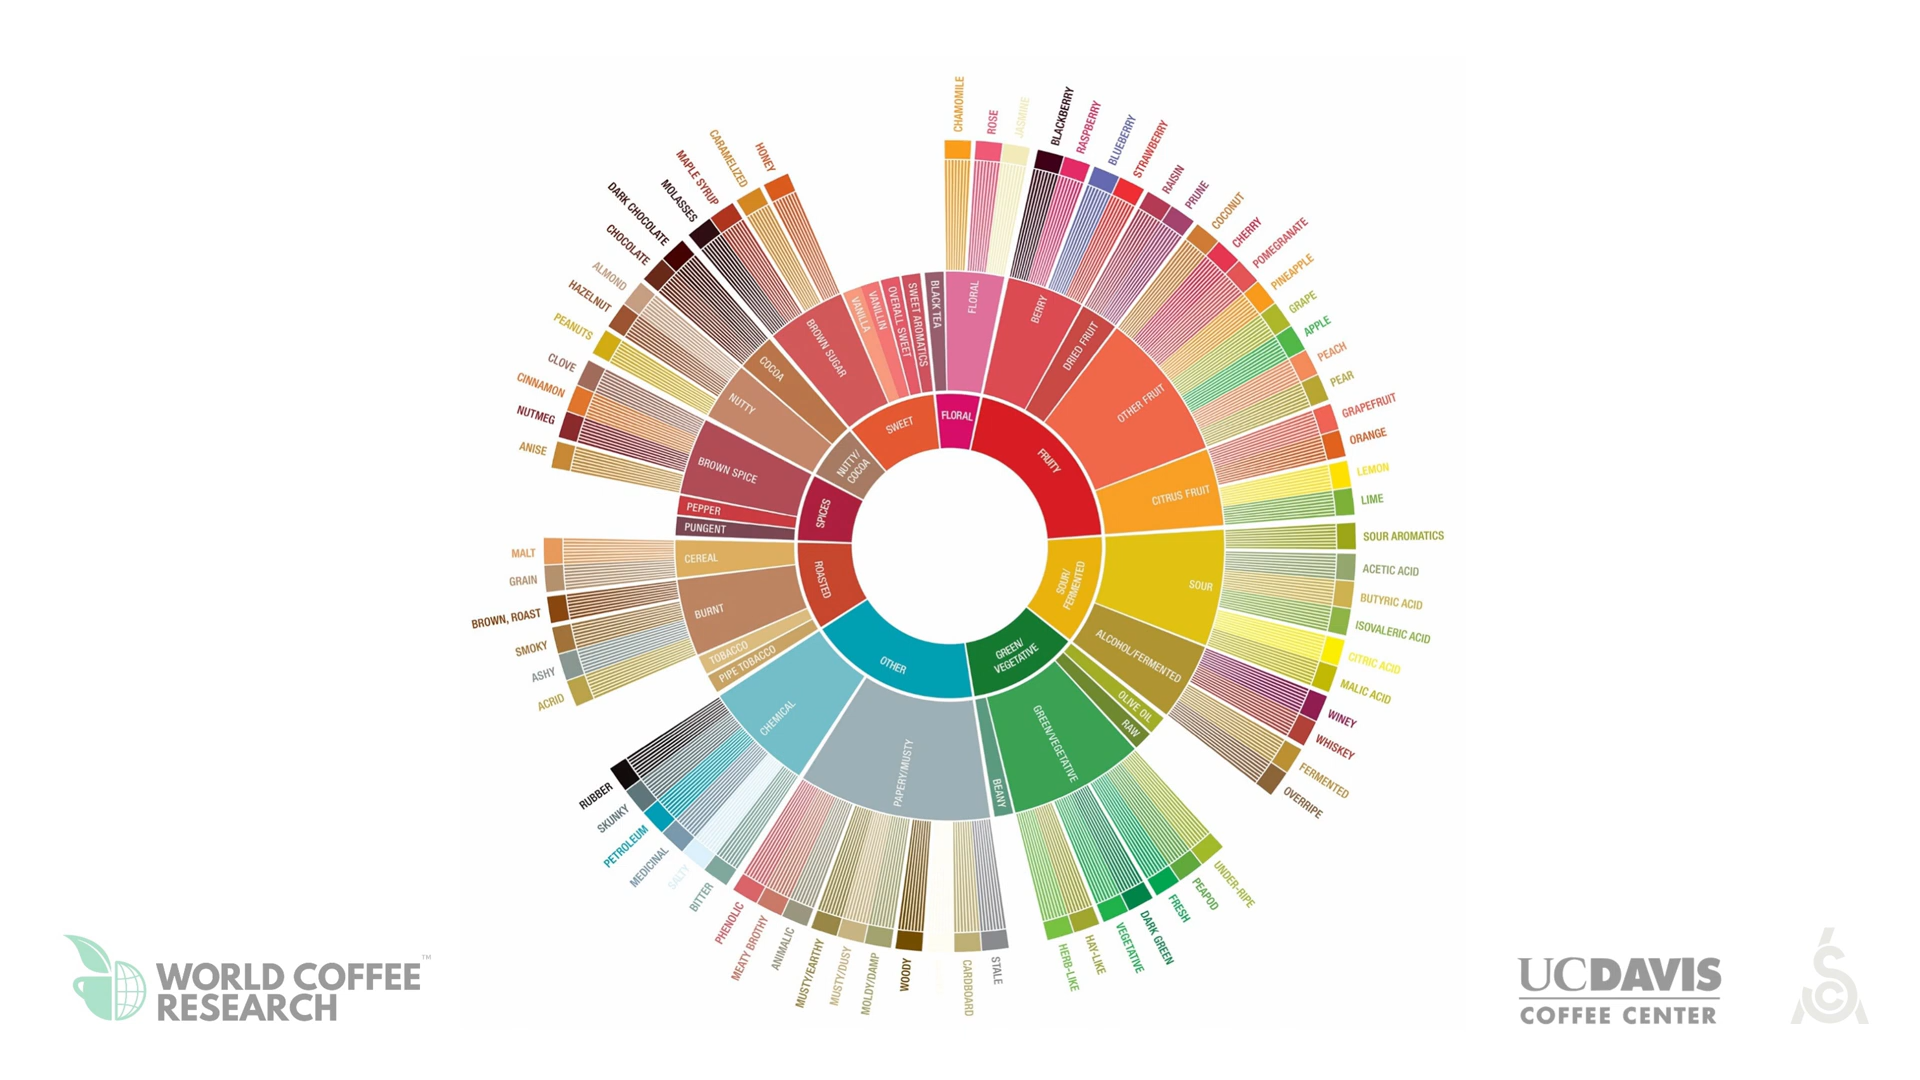 CHAMOMILE
ROSE
JASMINE
BLACKBERRY
RASPBERRY
BLUEBERRY
STRAWBERRY
RAISIN
PRUNE
COCONUT
CHERRY
POMEGRANATE
PINEAPPLE
GRAPE
APPLE
PEACH
PEAR
GRAPEFRUIT
ORANGE
LEMON
LIME
SOUR AROMATICS
ACETIC ACID
BUTYRIC ACID
ISOVALERIC ACID
CITRIC ACID
MALIC ACID
WINEY
WHISKEY
FERMENTED
OVERRIPE
UNDER-RIPE
PEAPOD
FRESH
DARK GREEN
VEGETATIVE
HAY-LIKE
HERB-LIKE
STALE
CARDBOARD
WOODY
MOLDY/DAMP
MUSTY/DUSTY
MUSTY/EARTHY
ANIMALIC
MEATY BROTHY
PHENOLIC
BITTER
SALTY
MEDICINAL
PETROLEUM
SKUNKY
RUBBER
ACRID
ASHY
SMOKY
BROWN, ROAST
GRAIN
MALT
ANISE
NUTMEG
CINNAMON
CLOVE
PEANUTS
HAZELNUT
ALMOND
CHOCOLATE
DARK CHOCOLATE
MOLASSES
MAPLE SYRUP
CARAMELIZED
HONEY
FLORAL
BERRY
DRIED FRUIT
OTHER FRUIT
CITRUS FRUIT
SOUR
ALCOHOL/FERMENTED
OLIVE OIL
RAW
GREEN/VEGETATIVE
BEANY
PAPERY/MUSTY
CHEMICAL
PIPE TOBACCO
TOBACCO
BURNT
CEREAL
PUNGENT
PEPPER
BROWN SPICE
NUTTY
COCOA
BROWN SUGAR
VANILLA
VANILLIN
OVERALL SWEET
SWEET AROMATICS
BLACK TEA
FLORAL
FRUITY
SOUR/
FERMENTED
GREEN/
VEGETATIVE
OTHER
ROASTED
SPICES
NUTTY/
COCOA
SWEET
WORLD COFFEE™
RESEARCH
UCDAVIS
COFFEE CENTER
SCA